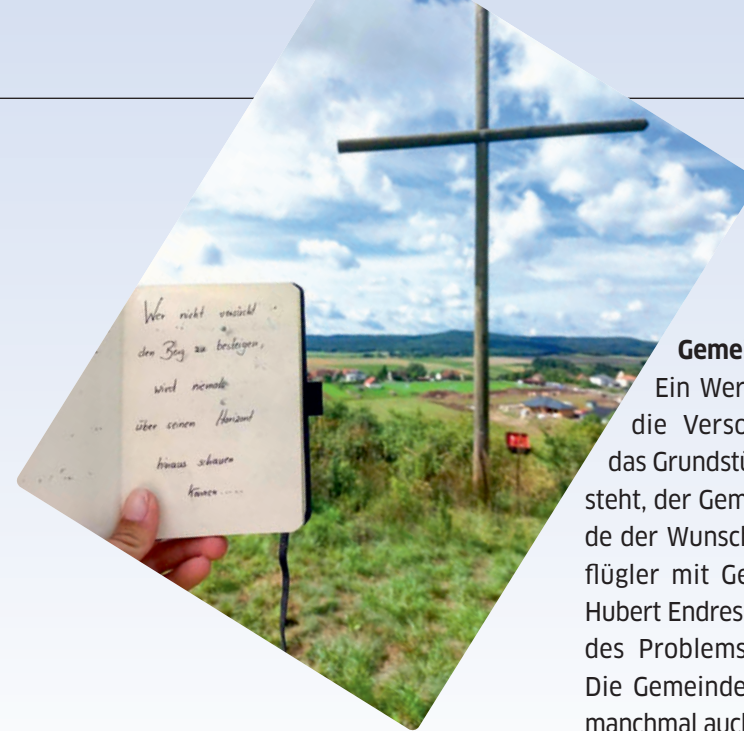 Wer nicht versucht
den Berg zu besteigen,
wird niemals
über seinen Horizont
hinaus schauen
können.....
Geme
Ein Wer
die Verso
das Grundstü
steht, der Gem
de der Wunsch
flügler mit Ge
Hubert Endres
des Problems
Die Gemeinde
manchmal auch